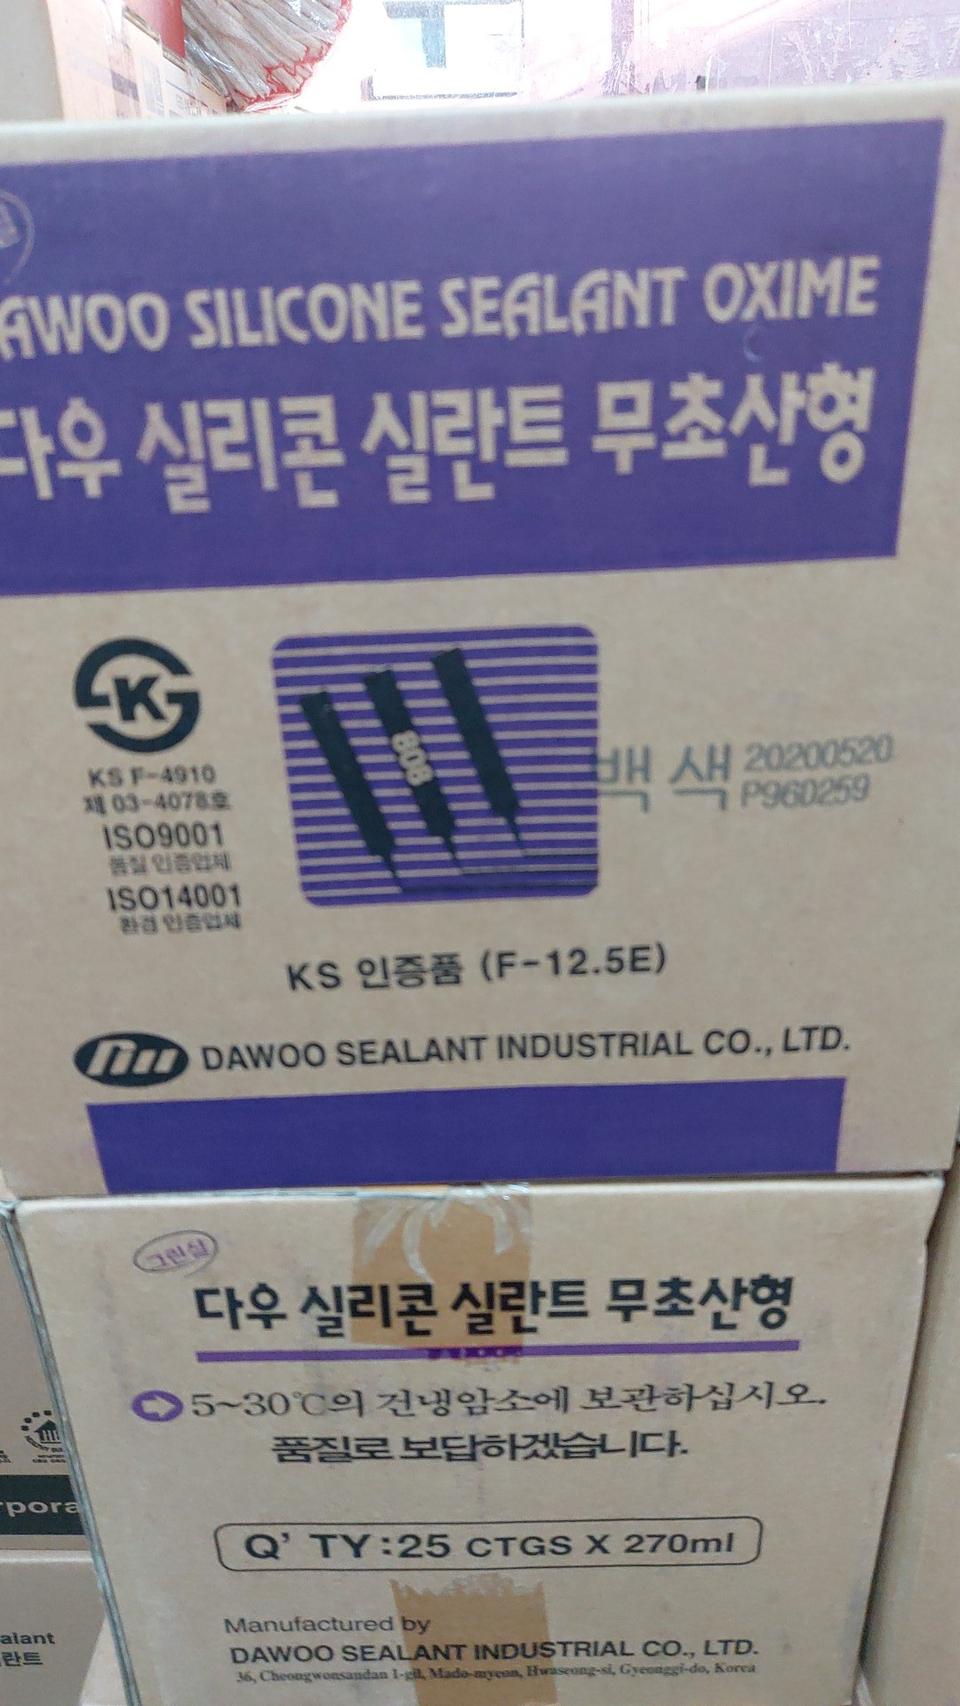 AWOO SILICONE SEALANT OXIME
다우 실리콘 실란트 무초산형
K
KS F-4910
제 03-4078호
ISO9001
품질 인증업체
ISO14001
환경 인증업체
808
백 색
20200520
P960259
KS 인증품 (F-12.5E)
DAWOO SEALANT INDUSTRIAL CO., LTD.
그린실
다우 실리콘 실란트 무초산형
5~30℃의 건냉암소에 보관하십시오.
품질로 보답하겠습니다.
Q' TY:25 CTGS X 270ml
Manufactured by
DAWOO SEALANT INDUSTRIAL CO., LTD.
36, Cheongwonsandan 1-gil, Mado-myeon, Hwaseong-si, Gyeonggi-do, Korea
rpora
alant
란트